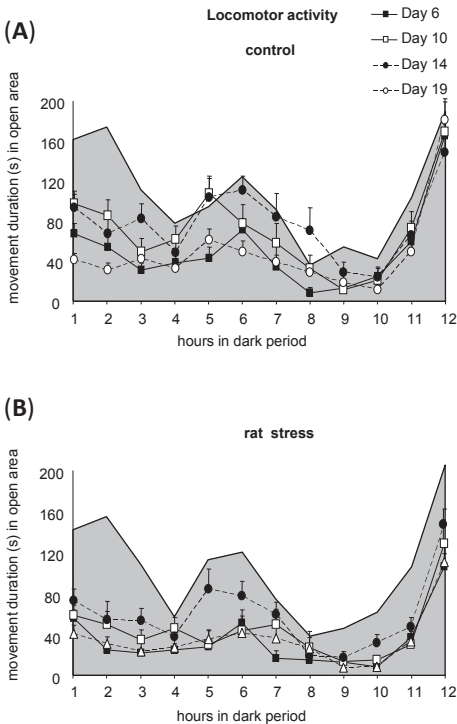 (A)
Locomotor activity
control
Day 6
Day 10
Day 14
Day 19
movement duration (s) in open area
200
160
120
80
40
0
1 2 3 4 5 6 7 8 9 10 11 12
hours in dark period
(B)
rat stress
movement duration (s) in open area
200
160
120
80
40
0
1 2 3 4 5 6 7 8 9 10 11 12
hours in dark period